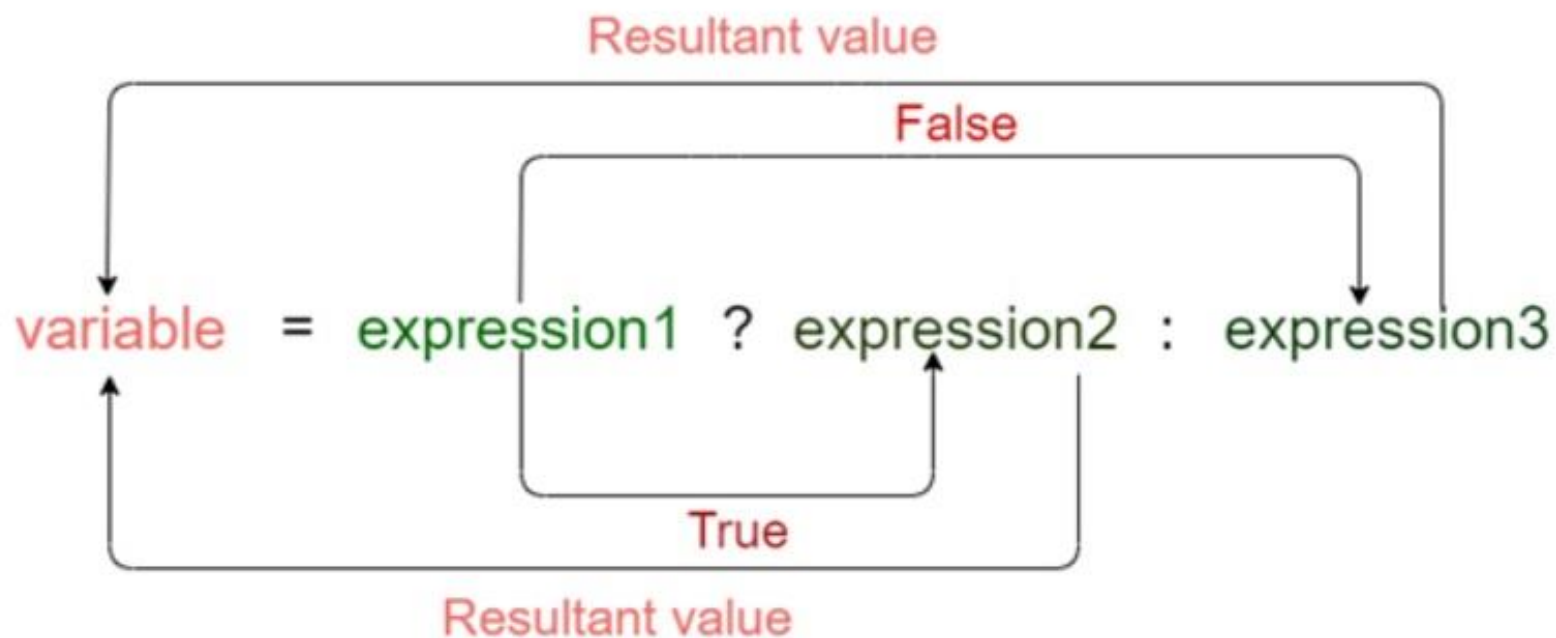 Resultant value
False
variable = expression1 ? expression2 : expression3
True
Resultant value